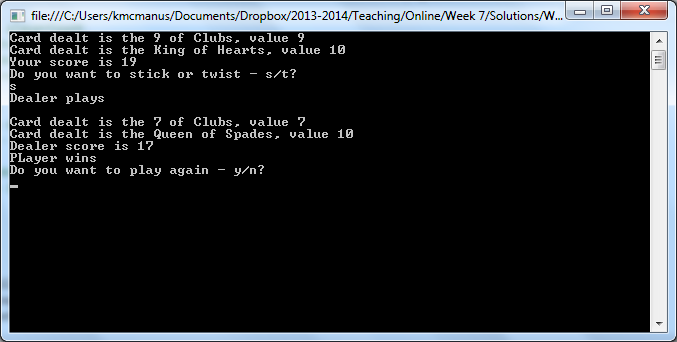 file:///C:/Users/kmcmanus/Documents/Dropbox/2013-2014/Teaching/Online/Week 7/Solutions/W...
Card dealt is the 9 of Clubs, value 9
Card dealt is the King of Hearts, value 10
Your score is 19
Do you want to stick or twist - s/t?
s
Dealer plays
Card dealt is the 7 of Clubs, value 7
Card dealt is the Queen of Spades, value 10
Dealer score is 17
PLayer wins
Do you want to play again - y/n?